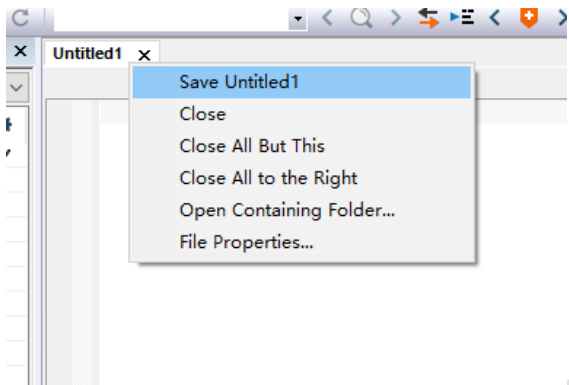 Untitled1
Save Untitled1
Close
Close All But This
Close All to the Right
Open Containing Folder...
File Properties...